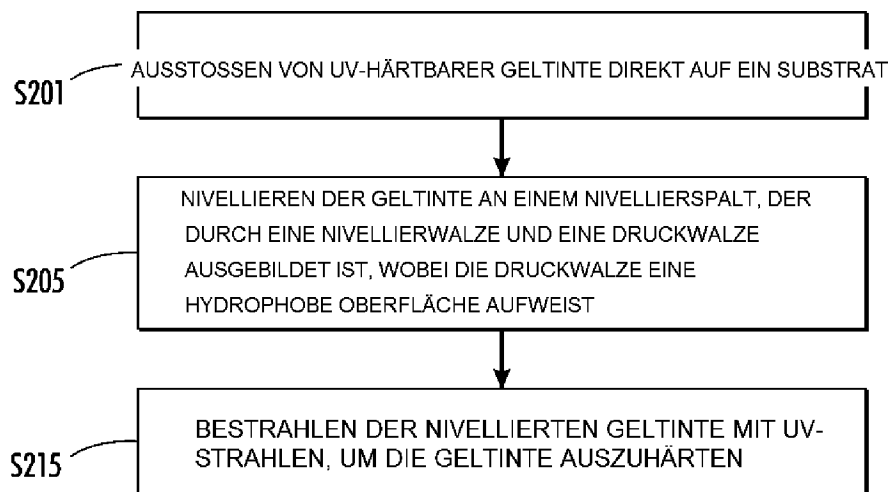 S201
AUSSTOSSEN VON UV-HÄRTBARER GELTINTE DIREKT AUF EIN SUBSTRAT
S205
NIVELLIEREN DER GELTINTE AN EINEM NIVELLIERSPALT, DER
DURCH EINE NIVELLIERWALZE UND EINE DRUCKWALZE
AUSGEBILDET IST, WOBEI DIE DRUCKWALZE EINE
HYDROPHOBE OBERFLÄCHE AUFWEIST
S215
BESTRAHLEN DER NIVELLIERTEN GELTINTE MIT UV-
STRAHLEN, UM DIE GELTINTE AUSZUHÄRTEN